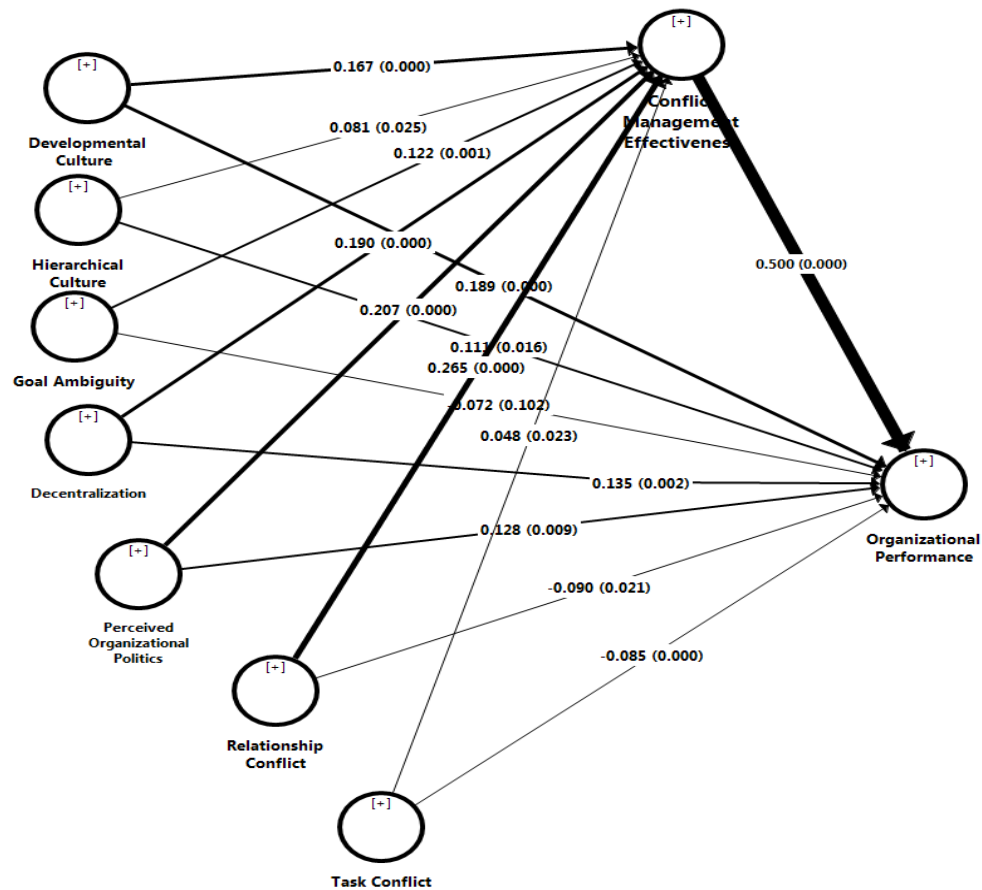 [+]
Conflict
Management
Effectiveness
[+]
Developmental
Culture
0.167 (0.000)
0.081 (0.025)
0.122 (0.001)
[+]
Hierarchical
Culture
0.190 (0.000)
0.189 (0.000)
0.500 (0.000)
[+]
Goal Ambiguity
0.207 (0.000)
0.111 (0.016)
0.265 (0.000)
-0.072 (0.102)
0.048 (0.023)
[+]
Decentralization
0.135 (0.002)
[+]
Organizational
Performance
0.128 (0.009)
[+]
Perceived
Organizational
Politics
-0.090 (0.021)
[+]
Relationship
Conflict
-0.085 (0.000)
[+]
Task Conflict